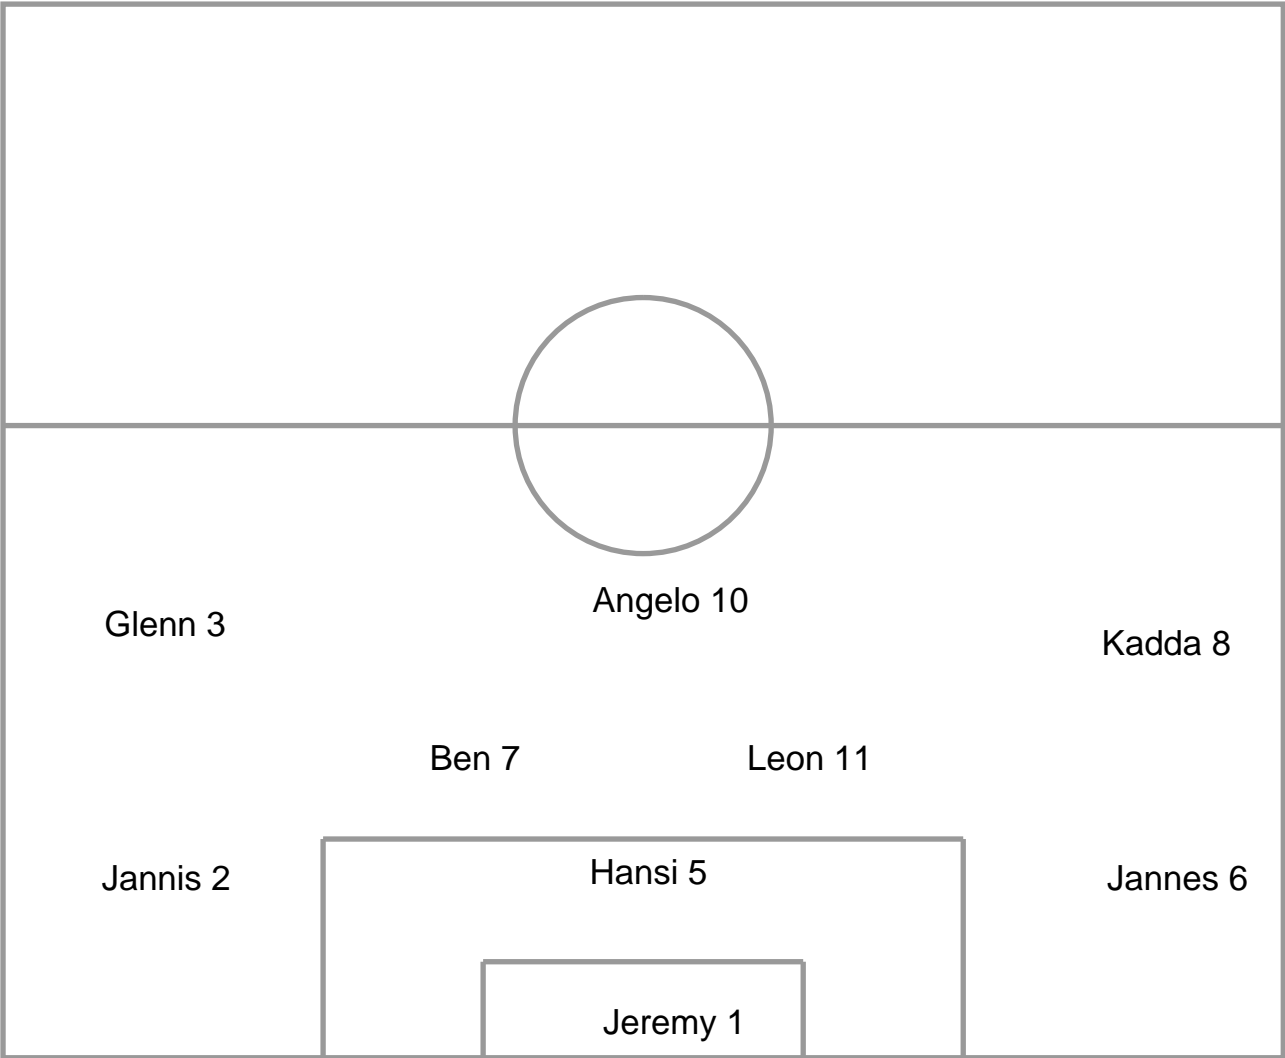 Angelo 10
Glenn 3
Kadda 8
Ben 7
Leon 11
Hansi 5
Jannis 2
Jannes 6
Jeremy 1